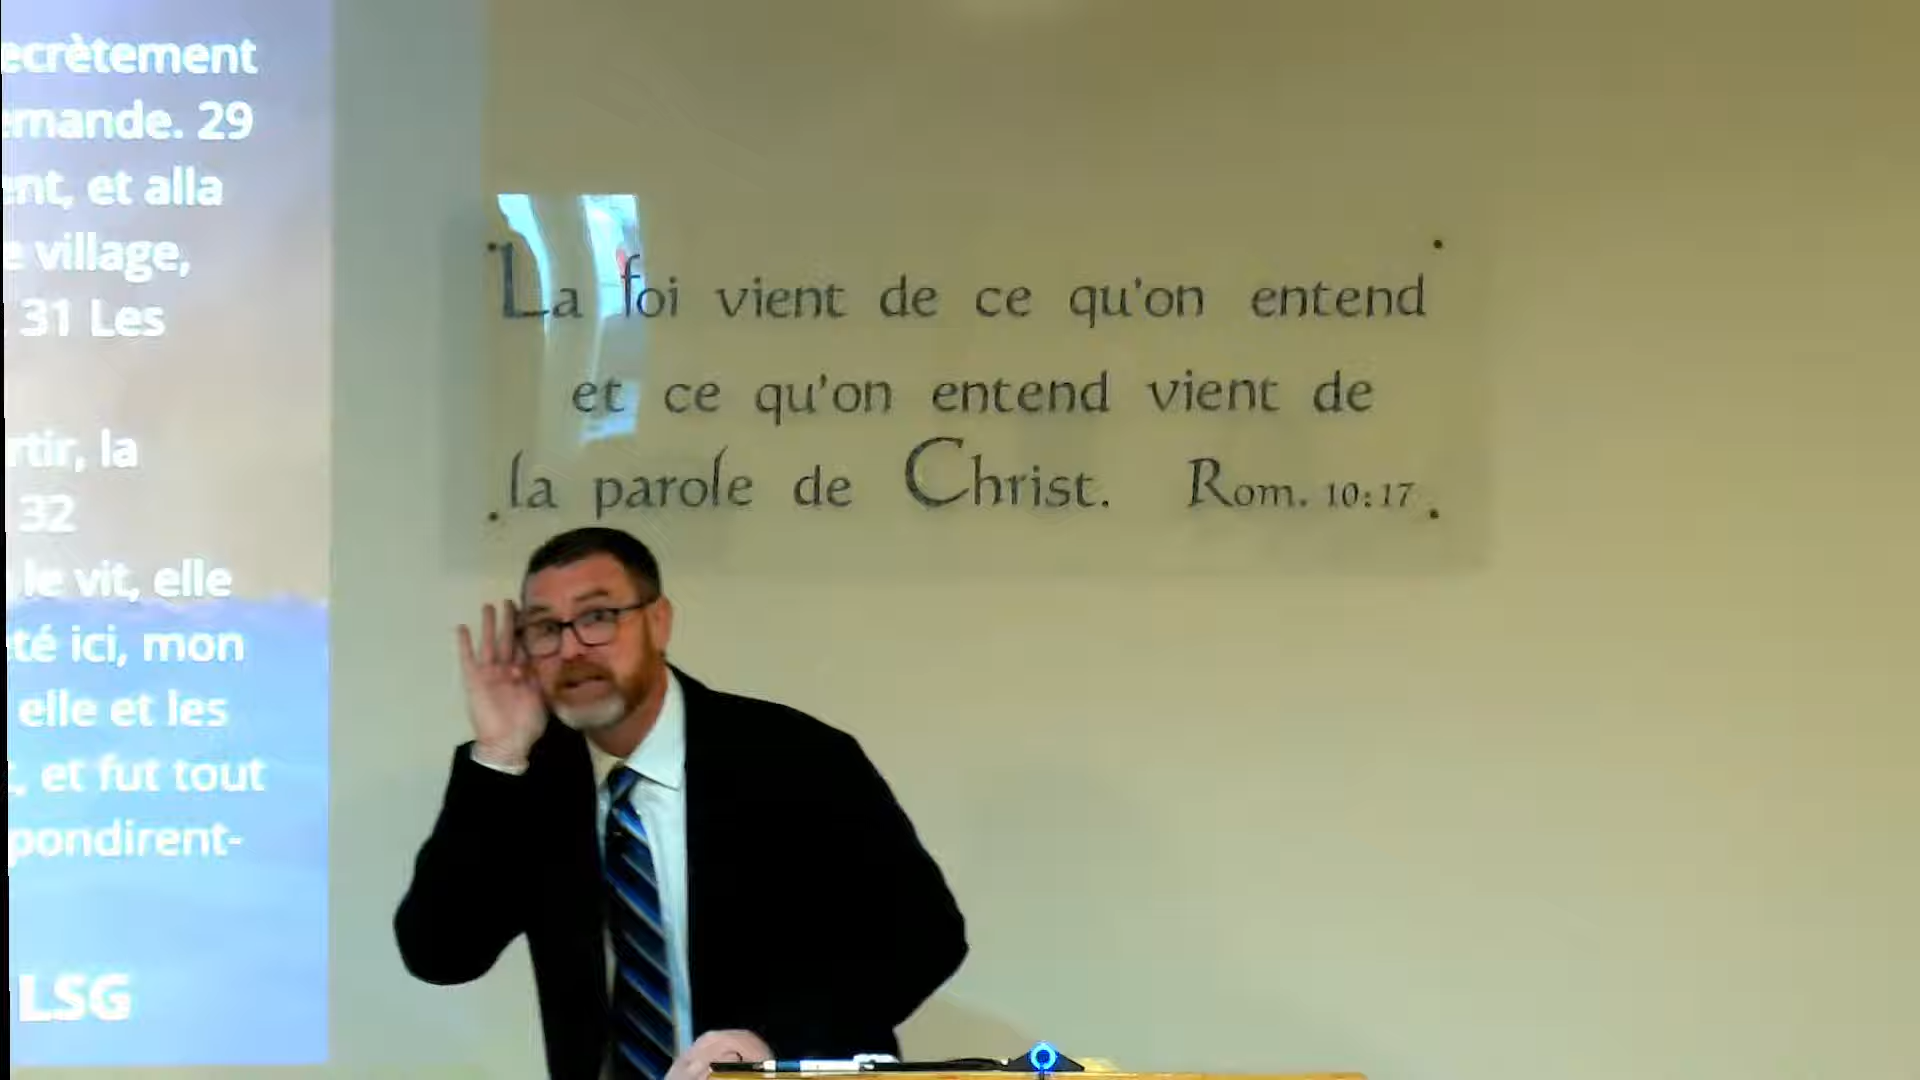 ecrètement
emande. 29
ent, et alla
e village,
31 Les
rtir, la
32
le vit, elle
té ici, mon
elle et les
, et fut tout
pondirent-
LSG
La foi vient de ce qu'on entend
et ce qu'on entend vient de
la parole de Christ. Rom. 10:17